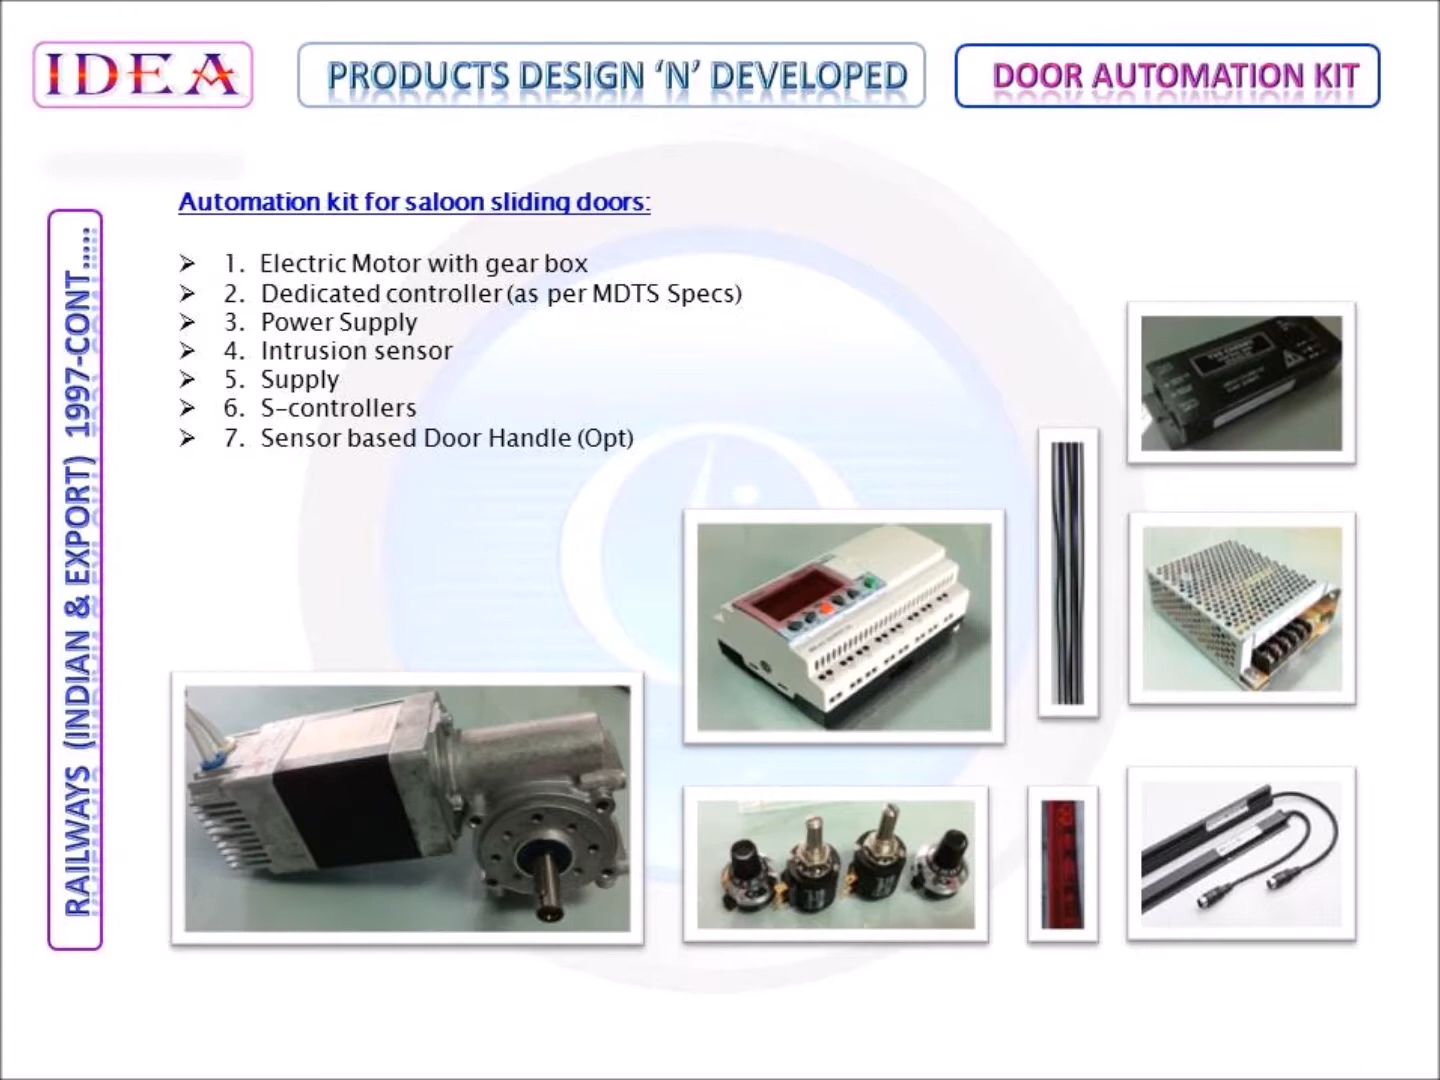 IDEA
PRODUCTS DESIGN ‘N’ DEVELOPED
DOOR AUTOMATION KIT
RAILWAYS (INDIAN & EXPORT) 1997-CONT.....
Automation kit for saloon sliding doors:
➢ 1. Electric Motor with gear box
➢ 2. Dedicated controller (as per MDTS Specs)
➢ 3. Power Supply
➢ 4. Intrusion sensor
➢ 5. Supply
➢ 6. S-controllers
➢ 7. Sensor based Door Handle (Opt)